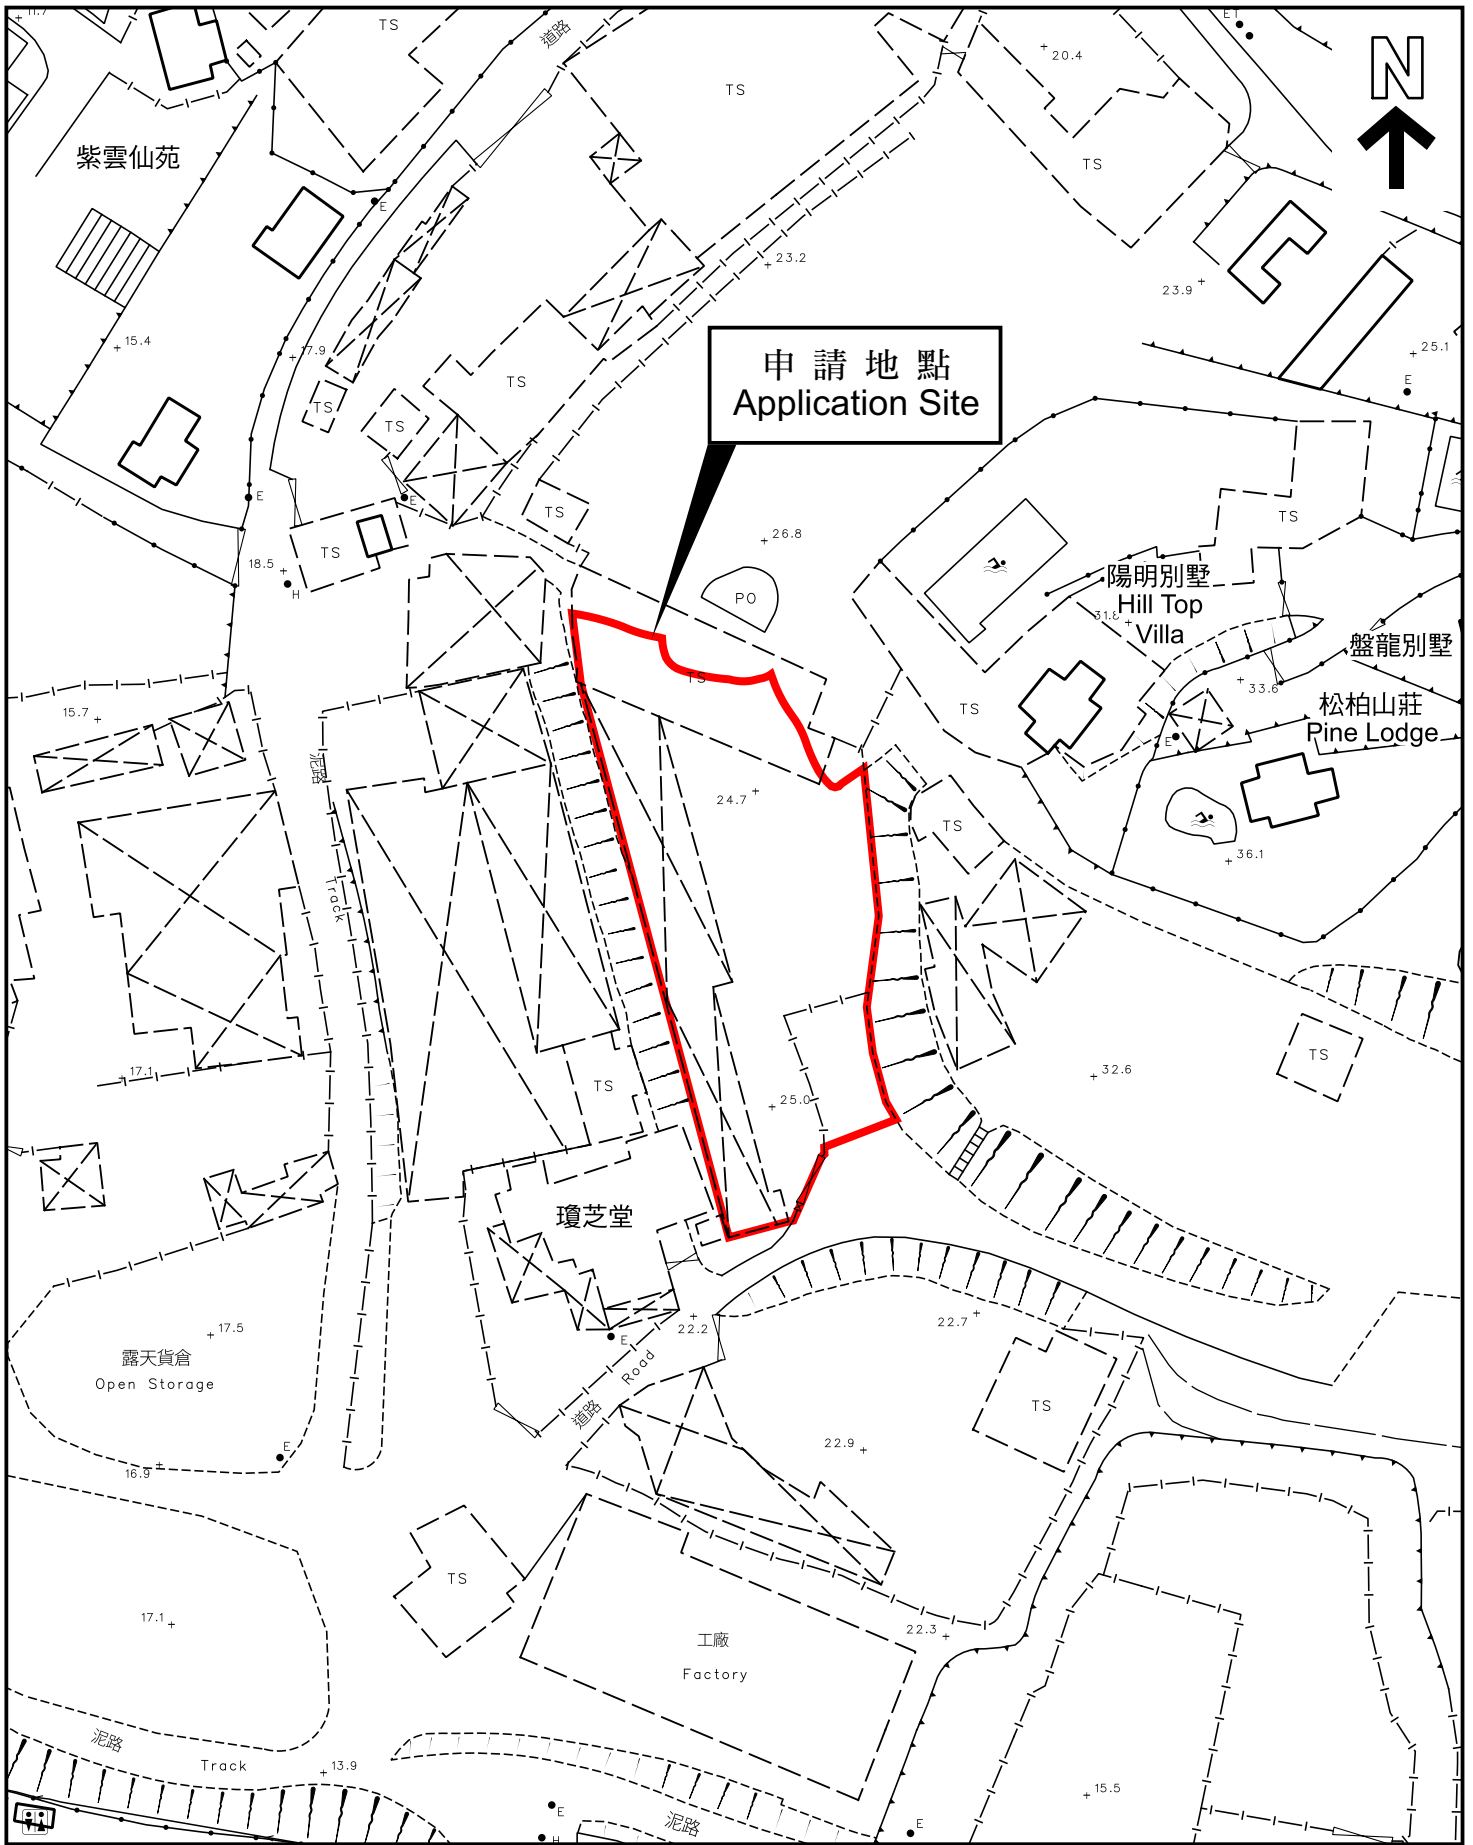 11.7
TS
道路
ET
20.4
N
TS
紫雲仙苑
TS
E
23.2
23.9
15.4
17.9
25.1
申請地點
Application Site
E
TS
TS
TS
E
E
TS
TS
26.8
TS
18.5
H
陽明別墅
Hill Top
Villa
31.8
PO
盤龍別墅
TS
33.6
松柏山莊
Pine Lodge
TS
15.7
E
泥路
24.7
TS
36.1
Track
TS
32.6
17.1
TS
25.0
瓊芝堂
17.5
22.2
22.7
露天貨倉
Open Storage
E
Road
道路
TS
E
22.9
16.9
TS
17.1
22.3
工廠
Factory
泥路
Track
13.9
15.5
E
泥路
E
H